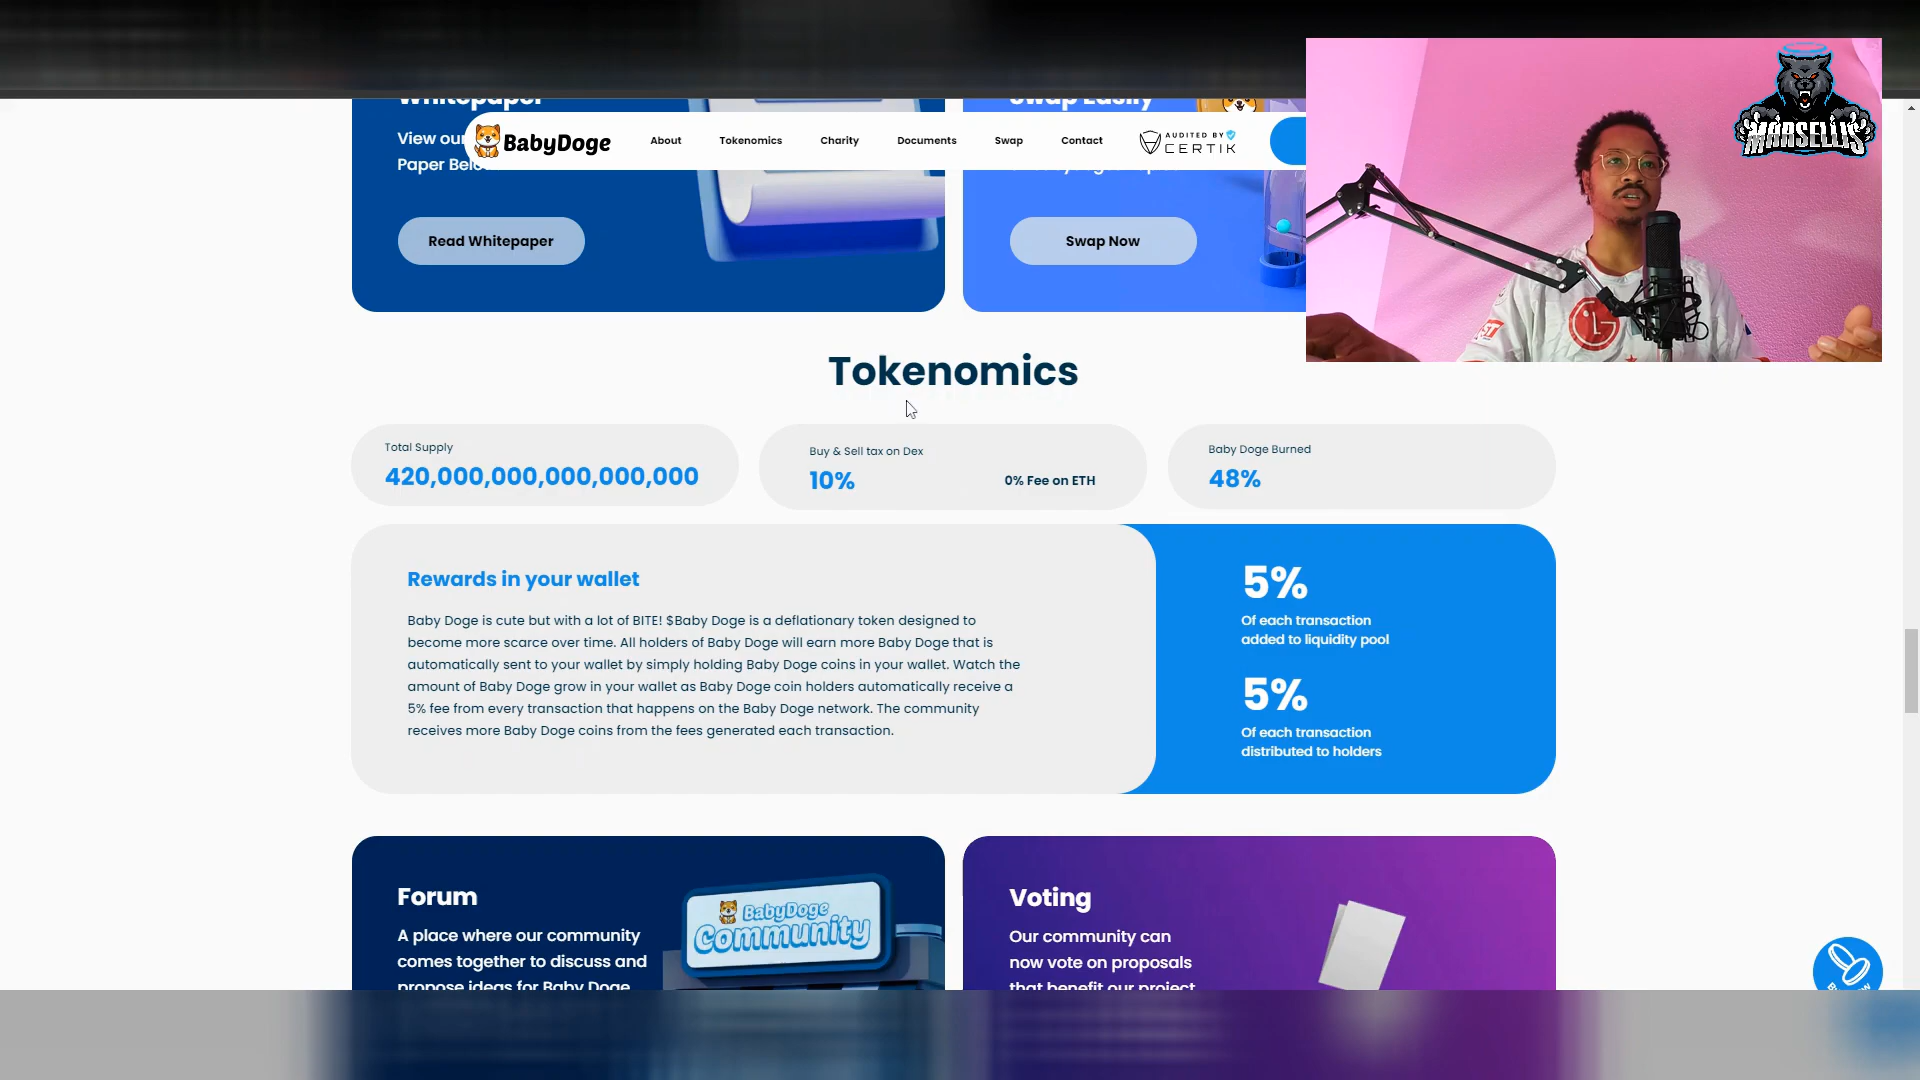 Whitepaper
Swap Easily
BabyDoge
About
Tokenomics
Charity
Documents
Swap
Contact
AUDITED BY
CERTIK
View our
Paper Below
Read Whitepaper
Swap Now
MARSELLIS
LG
Tokenomics
Total Supply
420,000,000,000,000,000
Buy & Sell tax on Dex
10%
0% Fee on ETH
Baby Doge Burned
48%
Rewards in your wallet
Baby Doge is cute but with a lot of BITE! $Baby Doge is a deflationary token designed to
become more scarce over time. All holders of Baby Doge will earn more Baby Doge that is
automatically sent to your wallet by simply holding Baby Doge coins in your wallet. Watch the
amount of Baby Doge grow in your wallet as Baby Doge coin holders automatically receive a
5% fee from every transaction that happens on the Baby Doge network. The community
receives more Baby Doge coins from the fees generated each transaction.
5%
Of each transaction
added to liquidity pool
5%
Of each transaction
distributed to holders
Forum
A place where our community
comes together to discuss and
propose ideas for Baby Doge
BabyDoge
Community
Voting
Our community can
now vote on proposals
that benefit our project